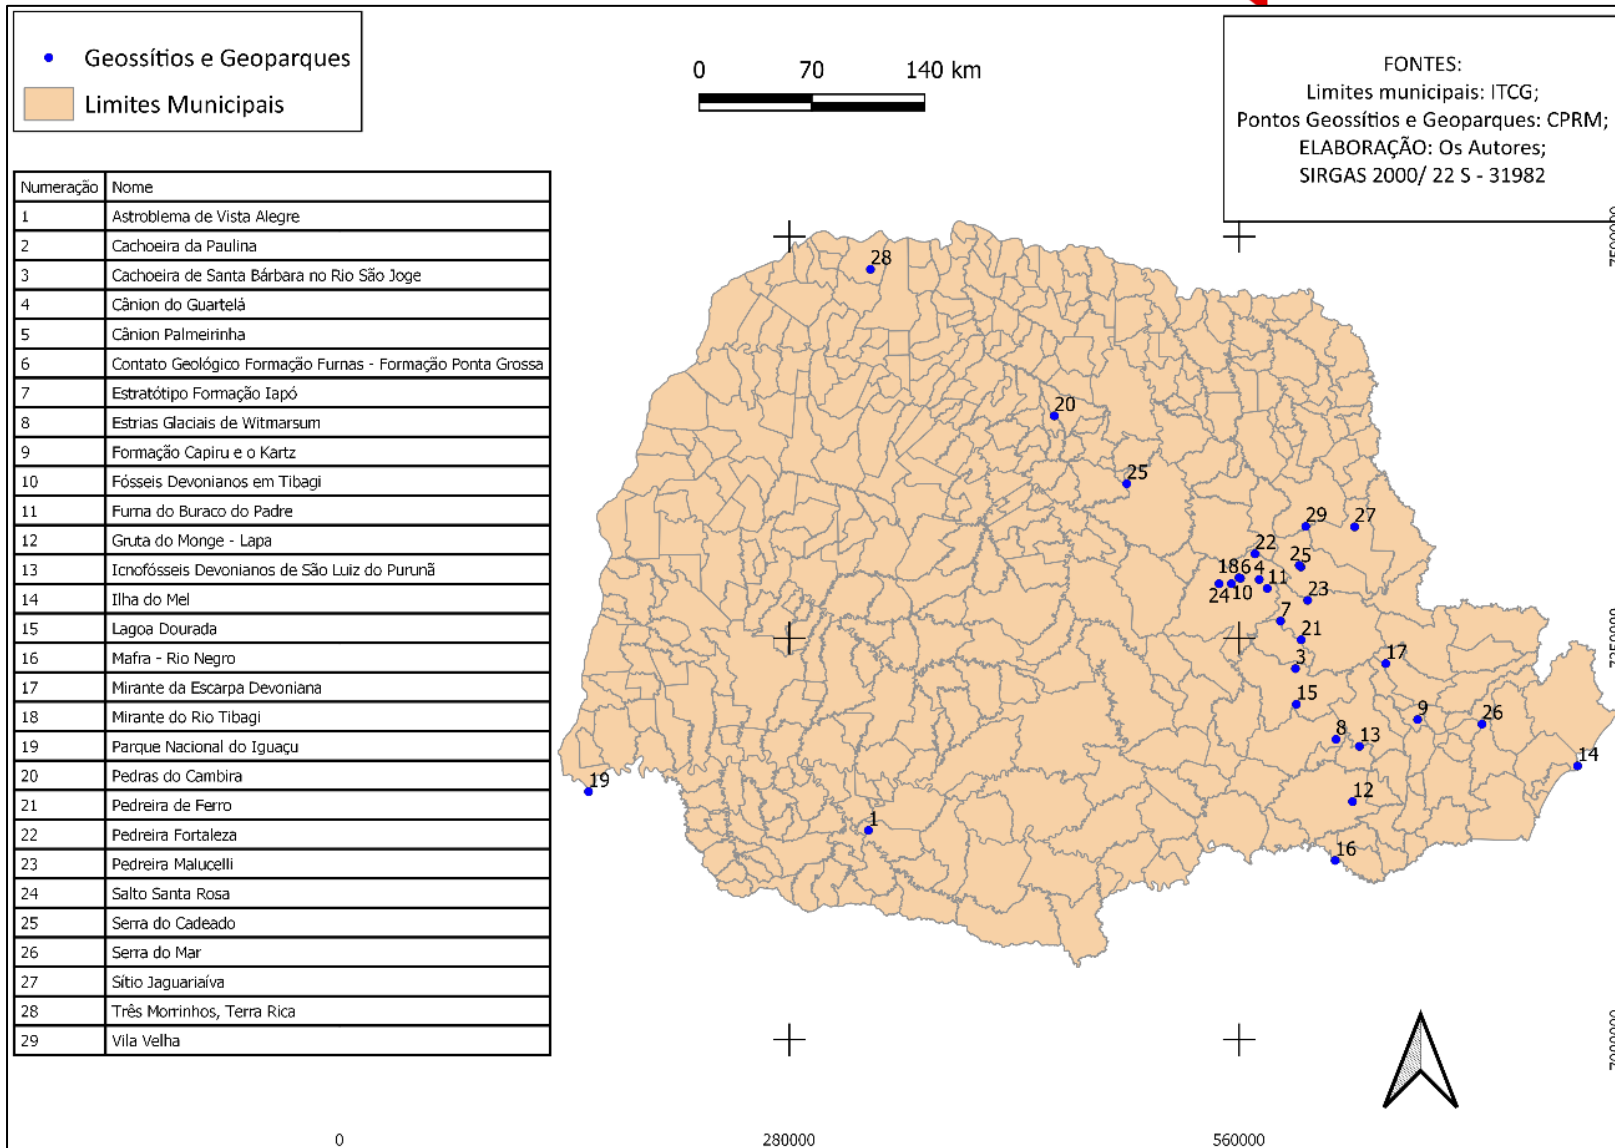 Geossítios e Geoparques
Limites Municipais
0 70 140 km
FONTES:
Limites municipais: ITCG;
Pontos Geossítios e Geoparques: CPRM;
ELABORAÇÃO: Os Autores;
SIRGAS 2000/ 22 S - 31982
Numeração Nome
1 Astroblema de Vista Alegre
2 Cachoeira da Paulina
3 Cachoeira de Santa Bárbara no Rio São Joge
4 Cânion do Guartelá
5 Cânion Palmeirinha
6 Contato Geológico Formação Furnas - Formação Ponta Grossa
7 Estratótipo Formação Iapó
8 Estrias Glaciais de Witmarsum
9 Formação Capiru e o Kartz
10 Fósseis Devonianos em Tibagi
11 Furna do Buraco do Padre
12 Gruta do Monge - Lapa
13 Icnofósseis Devonianos de São Luiz do Purunã
14 Ilha do Mel
15 Lagoa Dourada
16 Mafra - Rio Negro
17 Mirante da Escarpa Devoniana
18 Mirante do Rio Tibagi
19 Parque Nacional do Iguaçu
20 Pedras do Cambira
21 Pedreira de Ferro
22 Pedreira Fortaleza
23 Pedreira Malucelli
24 Salto Santa Rosa
25 Serra do Cadeado
26 Serra do Mar
27 Sítio Jaguariaíva
28 Três Morrinhos, Terra Rica
29 Vila Velha
28
20
25
29 27
22
25
18 6 4 11
24 10
23
7
21
17
3
15
9 26
8 13
14
19
12
1
16
0 280000 560000